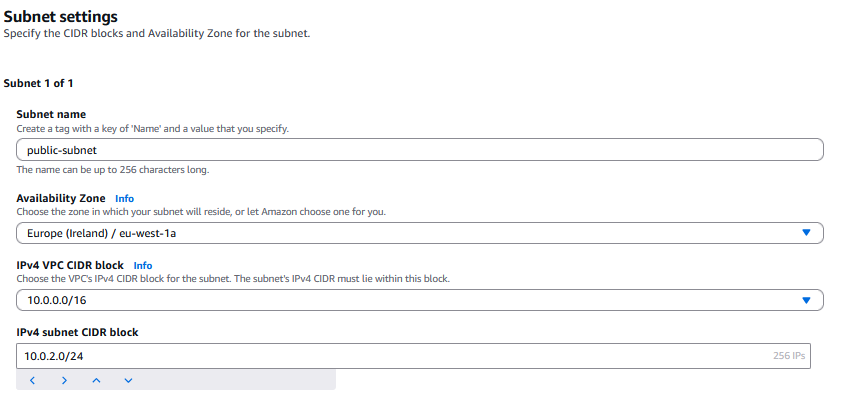 Subnet settings
Specify the CIDR blocks and Availability Zone for the subnet.
Subnet 1 of 1
Subnet name
Create a tag with a key of 'Name' and a value that you specify.
public-subnet
The name can be up to 256 characters long.
Availability Zone Info
Choose the zone in which your subnet will reside, or let Amazon choose one for you.
Europe (Ireland) / eu-west-1a
IPv4 VPC CIDR block Info
Choose the VPC's IPv4 CIDR block for the subnet. The subnet's IPv4 CIDR must lie within this block.
10.0.0.0/16
IPv4 subnet CIDR block
10.0.2.0/24 256 IPs